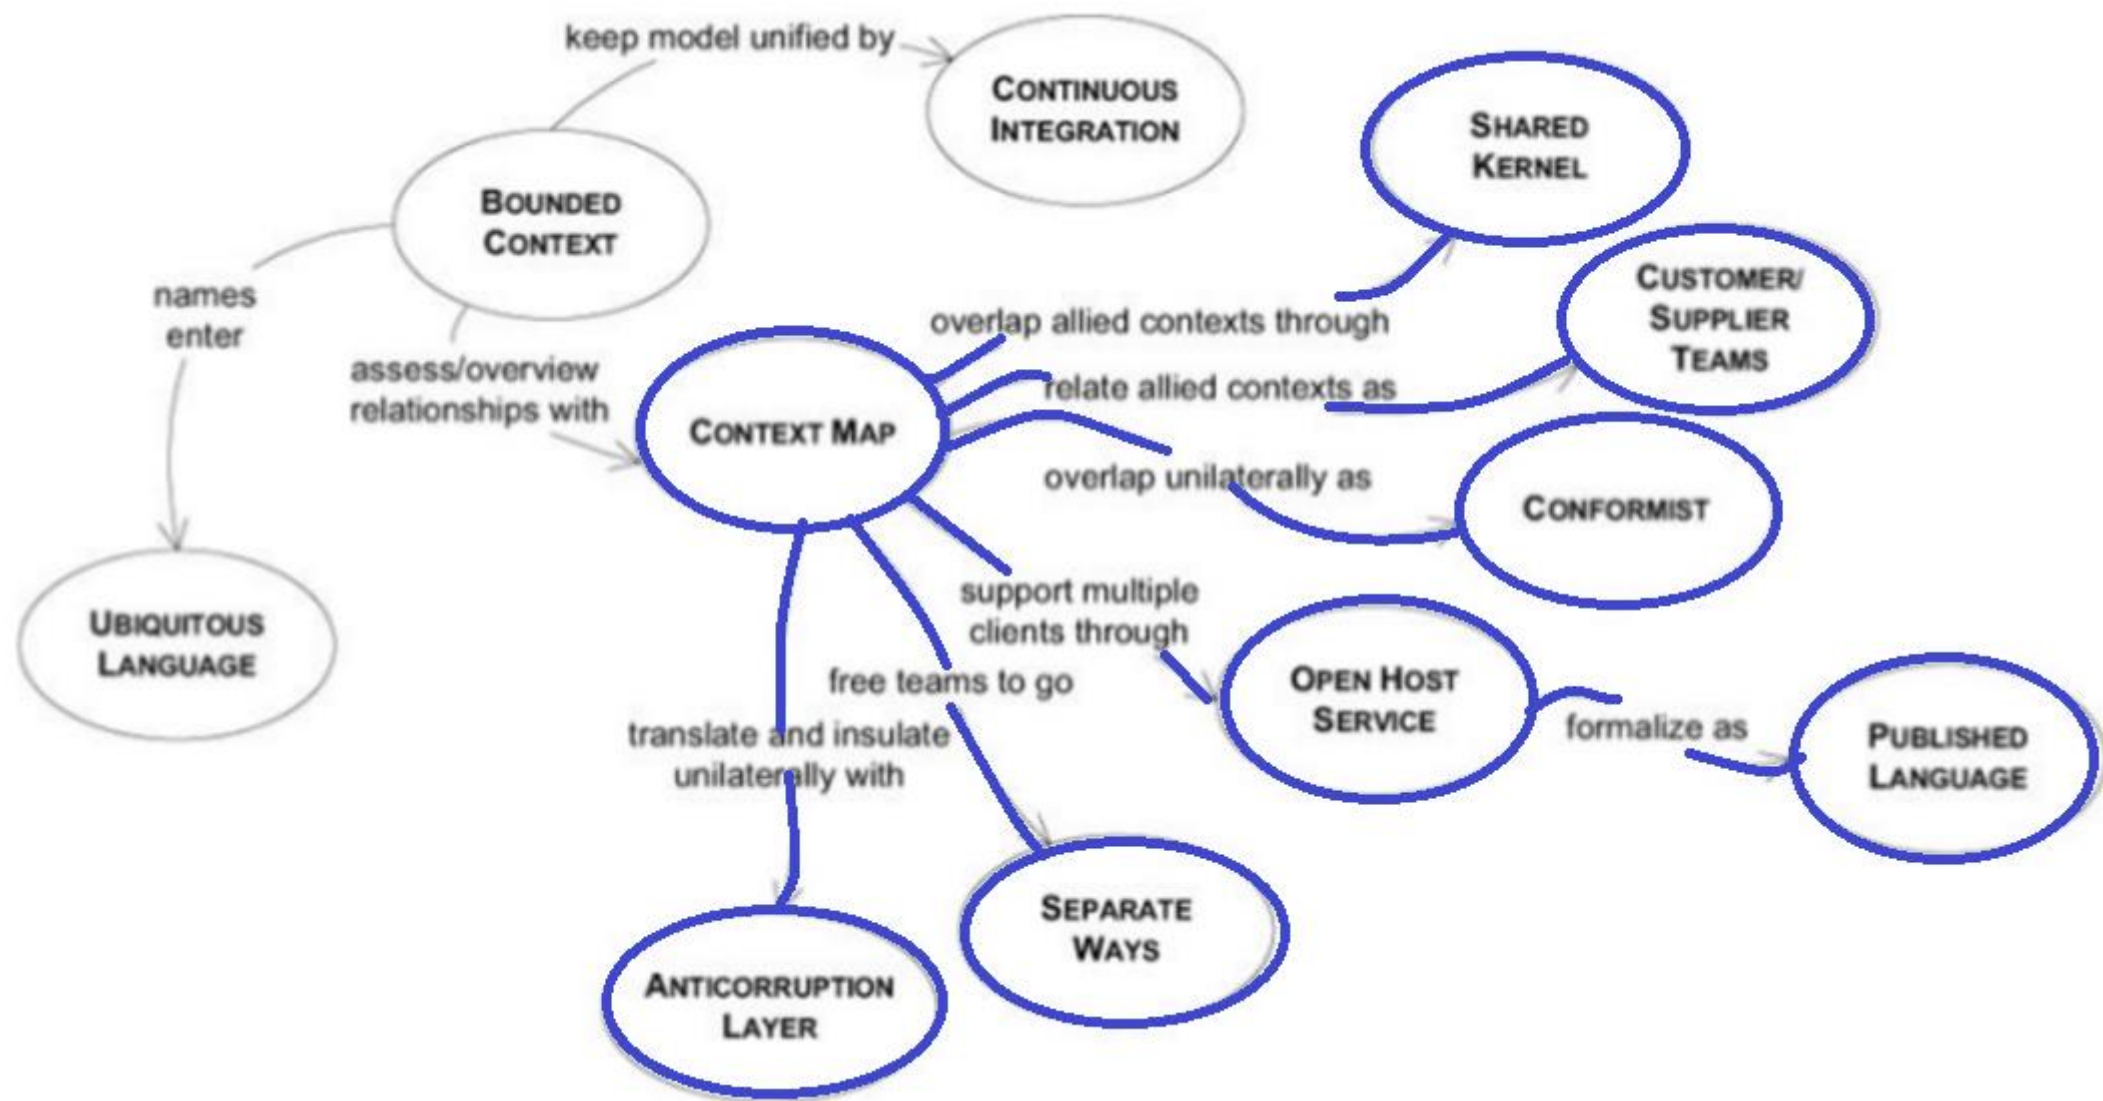 keep model unified by
CONTINUOUS
INTEGRATION
SHARED
KERNEL
BOUNDED
CONTEXT
names
enter
CUSTOMER/
SUPPLIER
TEAMS
overlap allied contexts through
assess/overview
relationships with
relate allied contexts as
CONTEXT MAP
overlap unilaterally as
CONFORMIST
UBIQUITOUS
LANGUAGE
support multiple
clients through
free teams to go
OPEN HOST
SERVICE
formalize as
PUBLISHED
LANGUAGE
translate and insulate
unilaterally with
SEPARATE
WAYS
ANTICORRUPTION
LAYER